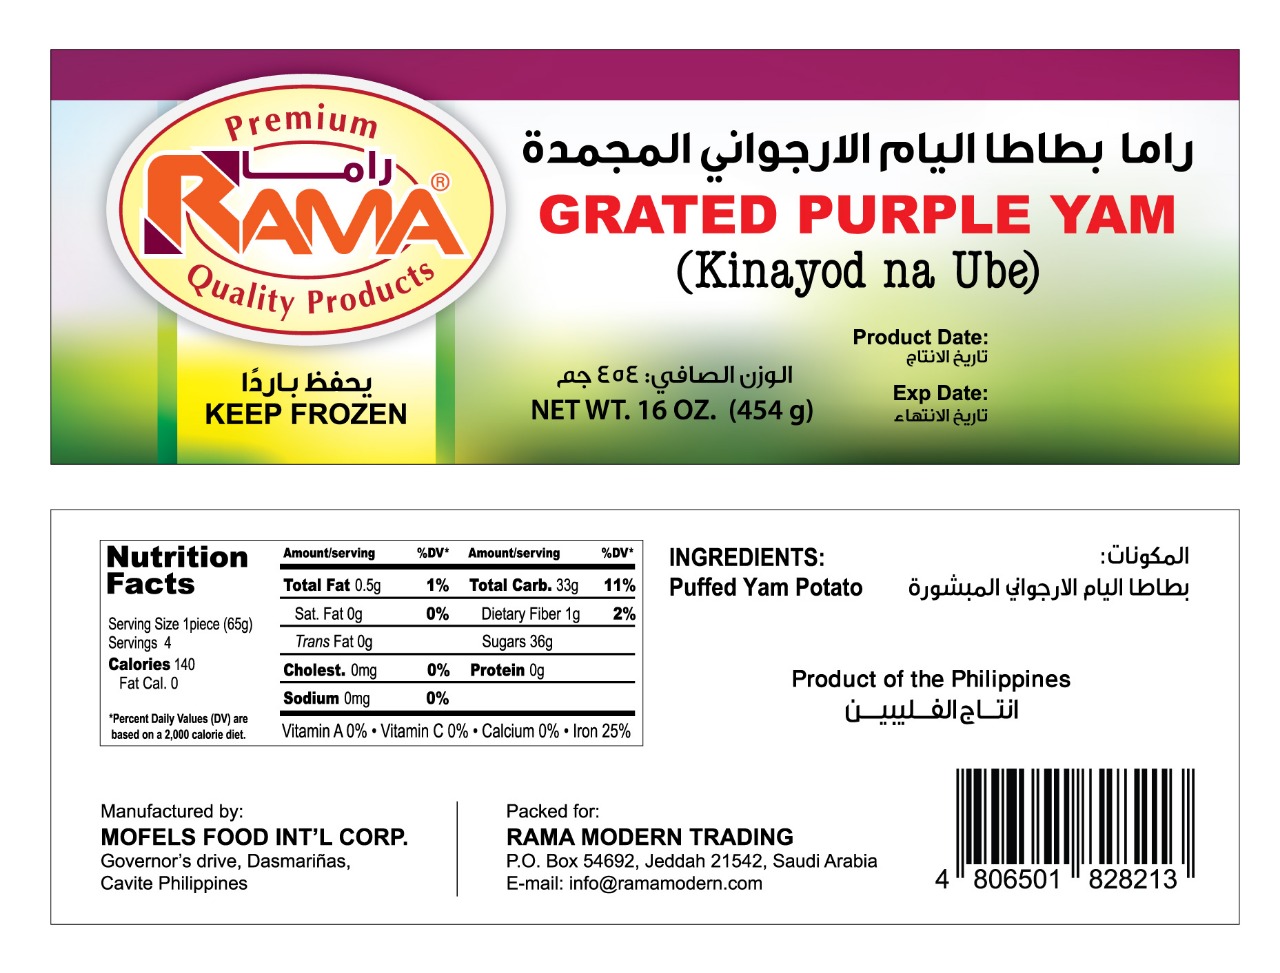 Premium
راما
RAMA®
Quality Products
يحفظ باردًا
KEEP FROZEN
راما بطاطا اليام الارجواني المجمدة
GRATED PURPLE YAM
(Kinayod na Ube)
الوزن الصافي: ٤٥٤ جم
NET WT. 16 OZ. (454 g)
Product Date:
تاريخ الانتاج
Exp Date:
تاريخ الانتهاء
Nutrition
Facts
Serving Size 1piece (65g)
Servings 4
Calories 140
Fat Cal. 0
*Percent Daily Values (DV) are
based on a 2,000 calorie diet.
Amount/serving %DV* Amount/serving %DV*
Total Fat 0.5g 1% Total Carb. 33g 11%
Sat. Fat 0g 0% Dietary Fiber 1g 2%
Trans Fat 0g Sugars 36g
Cholest. 0mg 0% Protein 0g
Sodium 0mg 0%
Vitamin A 0% • Vitamin C 0% • Calcium 0% • Iron 25%
INGREDIENTS:
Puffed Yam Potato
المكونات:
بطاطا اليام الارجواني المبشورة
Product of the Philippines
انتـــاج الفـــليبيـــن
Manufactured by:
MOFELS FOOD INT'L CORP.
Governor's drive, Dasmariñas,
Cavite Philippines
Packed for:
RAMA MODERN TRADING
P.O. Box 54692, Jeddah 21542, Saudi Arabia
E-mail: info@ramamodern.com
4 806501 828213